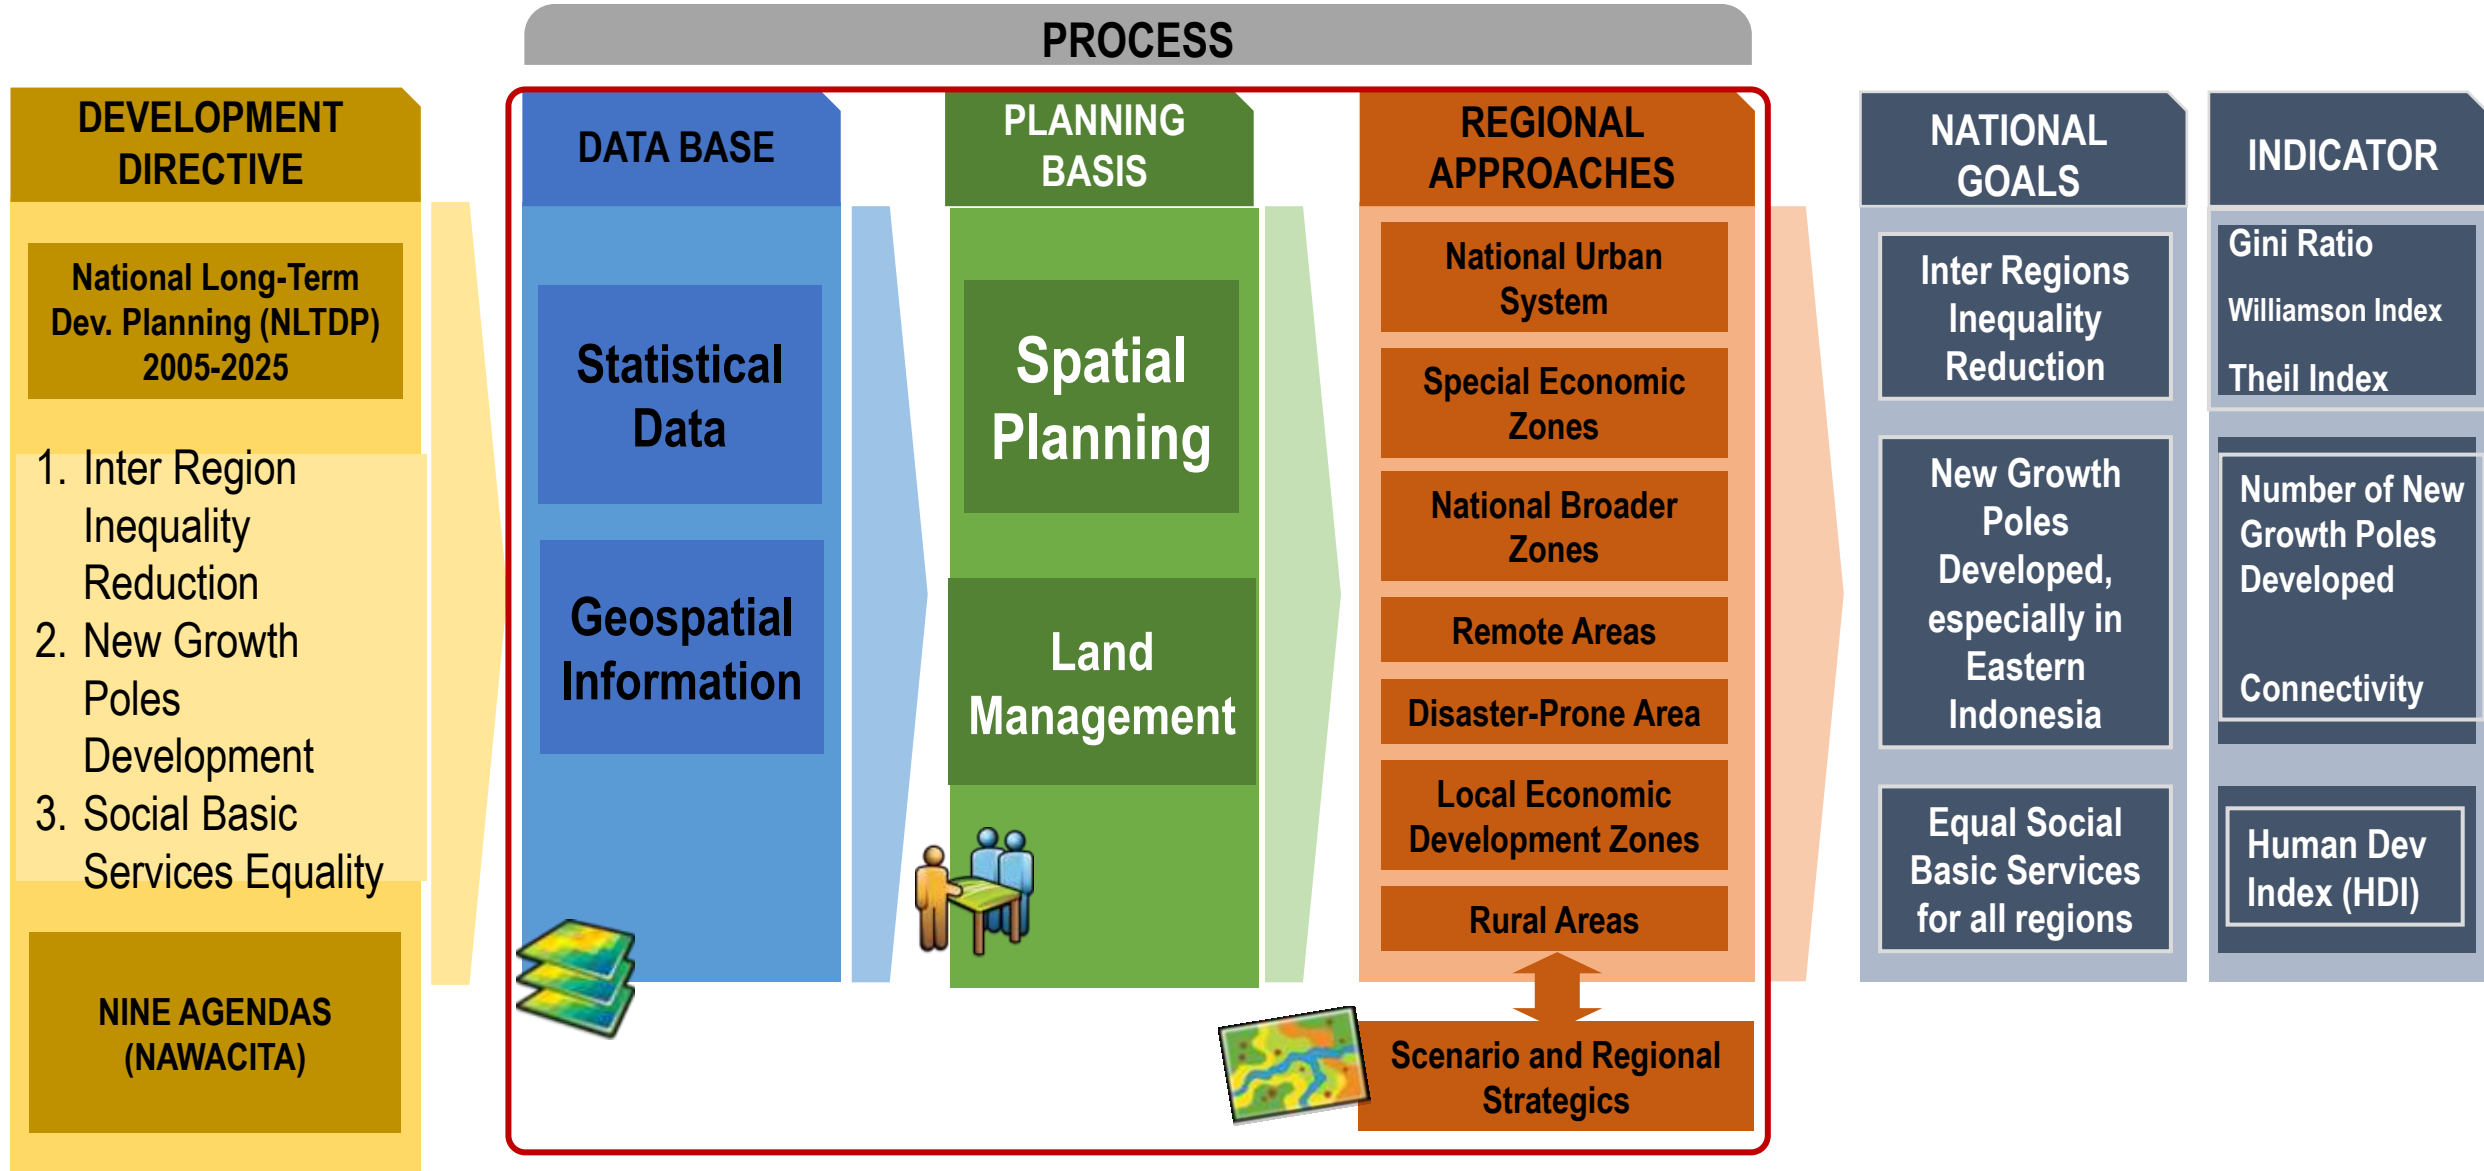 PROCESS
DEVELOPMENT
DIRECTIVE
National Long-Term
Dev. Planning (NLTDP)
2005-2025
1. Inter Region
Inequality
Reduction
2. New Growth
Poles
Development
3. Social Basic
Services Equality
NINE AGENDAS
(NAWACITA)
DATA BASE
Statistical
Data
Geospatial
Information
PLANNING
BASIS
Spatial
Planning
Land
Management
REGIONAL
APPROACHES
National Urban
System
Special Economic
Zones
National Broader
Zones
Remote Areas
Disaster-Prone Area
Local Economic
Development Zones
Rural Areas
Scenario and Regional
Strategics
NATIONAL
GOALS
Inter Regions
Inequality
Reduction
New Growth
Poles
Developed,
especially in
Eastern
Indonesia
Equal Social
Basic Services
for all regions
INDICATOR
Gini Ratio
Williamson Index
Theil Index
Number of New
Growth Poles
Developed
Connectivity
Human Dev
Index (HDI)